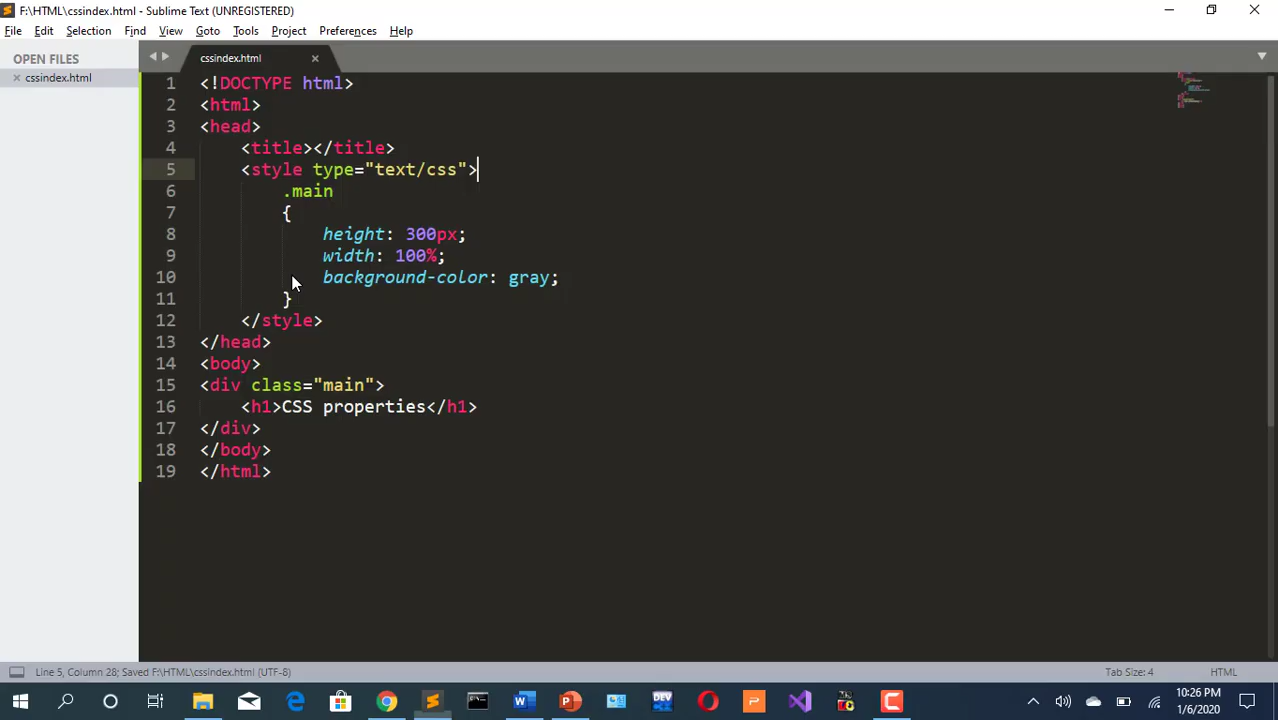 F:\HTML\cssindex.html - Sublime Text (UNREGISTERED)
File Edit Selection Find View Goto Tools Project Preferences Help
OPEN FILES
cssindex.html
cssindex.html
1 <!DOCTYPE html>
2 <html>
3 <head>
4 <title></title>
5 <style type="text/css">
6 .main
7 {
8 height: 300px;
9 width: 100%;
10 background-color: gray;
11 }
12 </style>
13 </head>
14 <body>
15 <div class="main">
16 <h1>CSS properties</h1>
17 </div>
18 </body>
19 </html>
Line 5, Column 28; Saved F:\HTML\cssindex.html (UTF-8)
Tab Size: 4
HTML
DEV
10:26 PM
1/6/2020